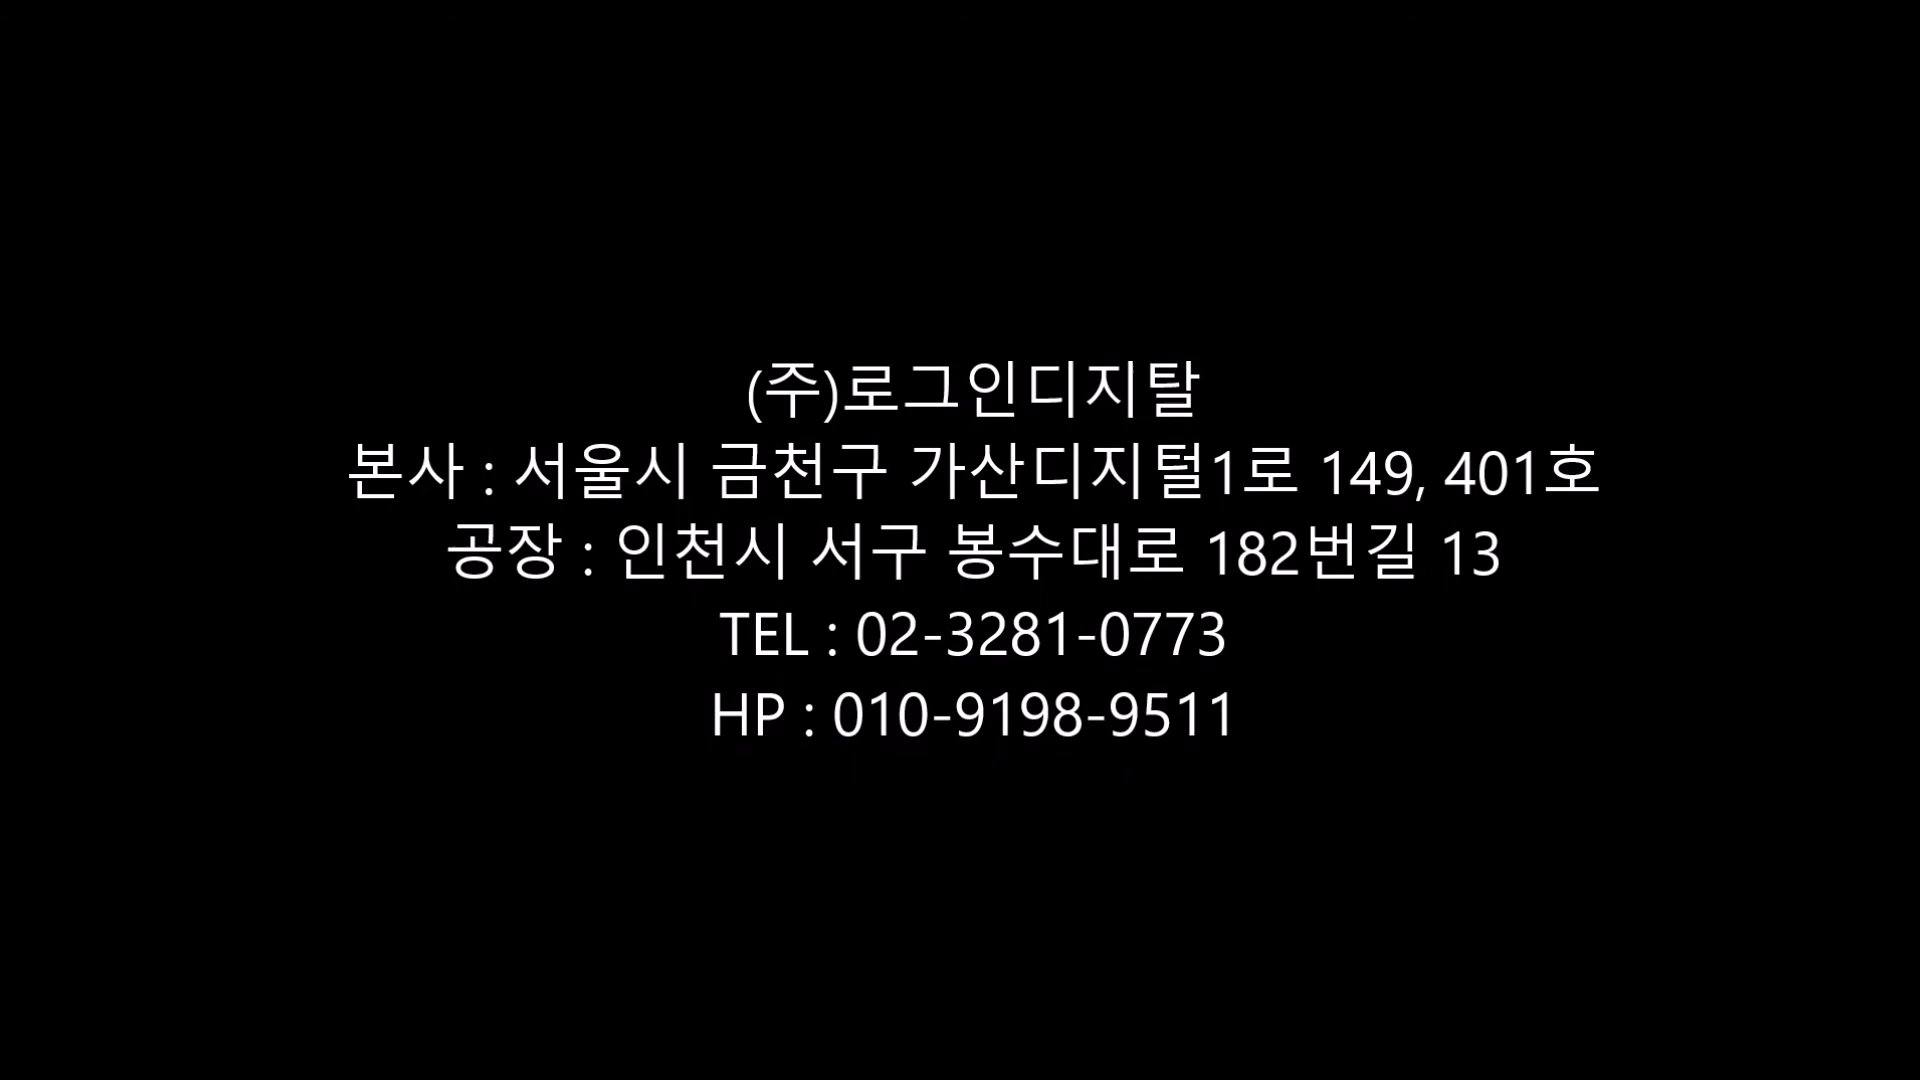 (주)로그인디지탈
본사 : 서울시 금천구 가산디지털1로 149, 401호
공장 : 인천시 서구 봉수대로 182번길 13
TEL : 02-3281-0773
HP : 010-9198-9511